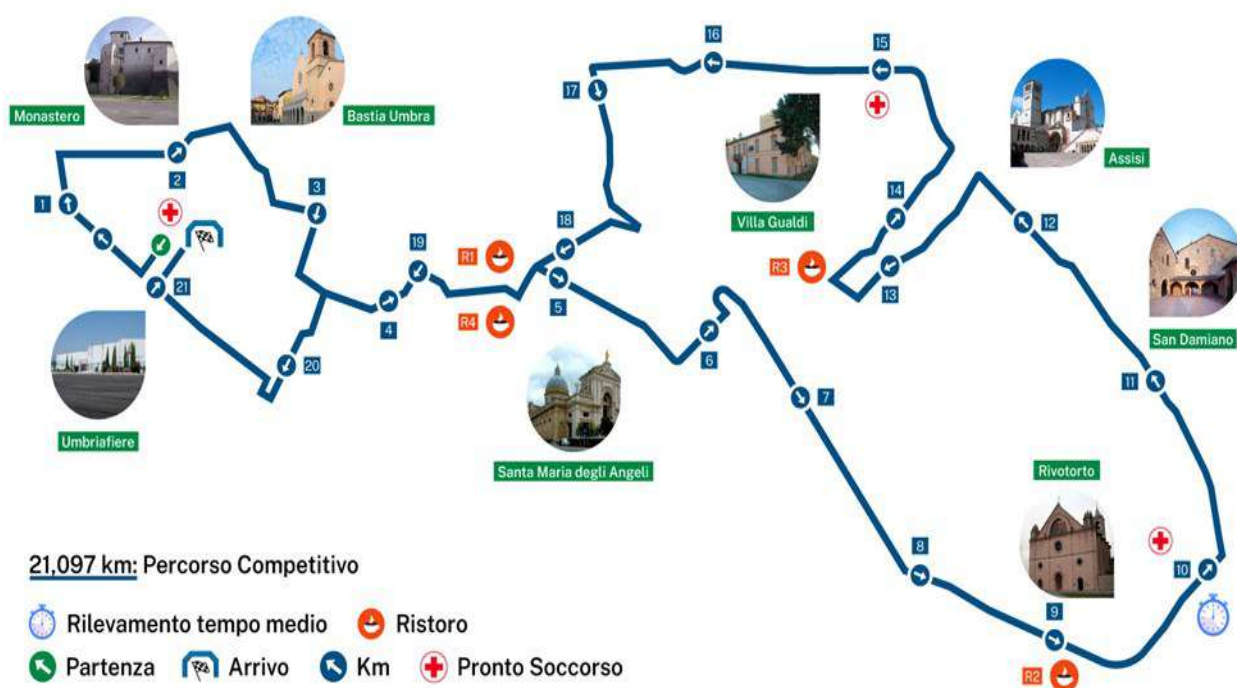 16
15
Monastero
Bastia Umbra
17
Assisi
2
1
3
14
18
Villa Gualdi
12
19
R1
R3
13
21
5
San Damiano
4
R4
6
20
11
7
Umbriafiere
Santa Maria degli Angeli
Rivotorto
8
10
21,097 km: Percorso Competitivo
9
Rilevamento tempo medio
Ristoro
R2
Partenza
Arrivo
Km
Pronto Soccorso